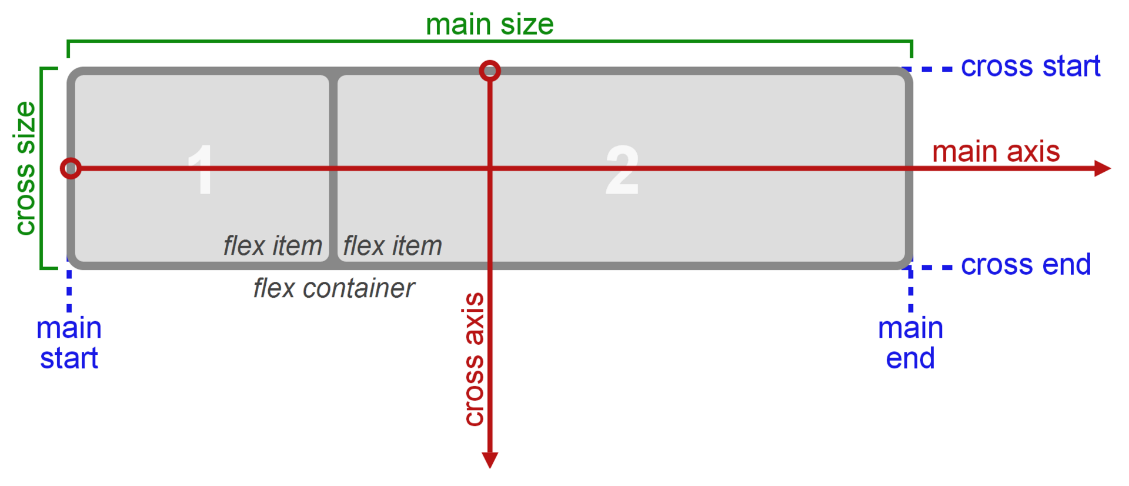 main size
cross start
cross size
main axis
1
2
flex item
flex item
cross end
flex container
cross axis
main
start
main
end